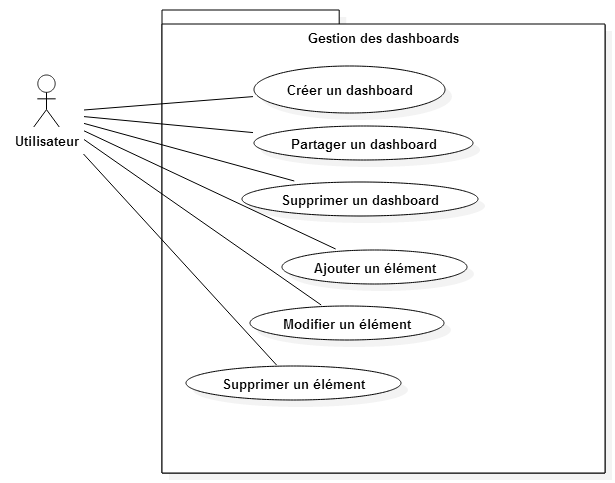 Gestion des dashboards
Créer un dashboard
Utilisateur
Partager un dashboard
Supprimer un dashboard
Ajouter un élément
Modifier un élément
Supprimer un élément